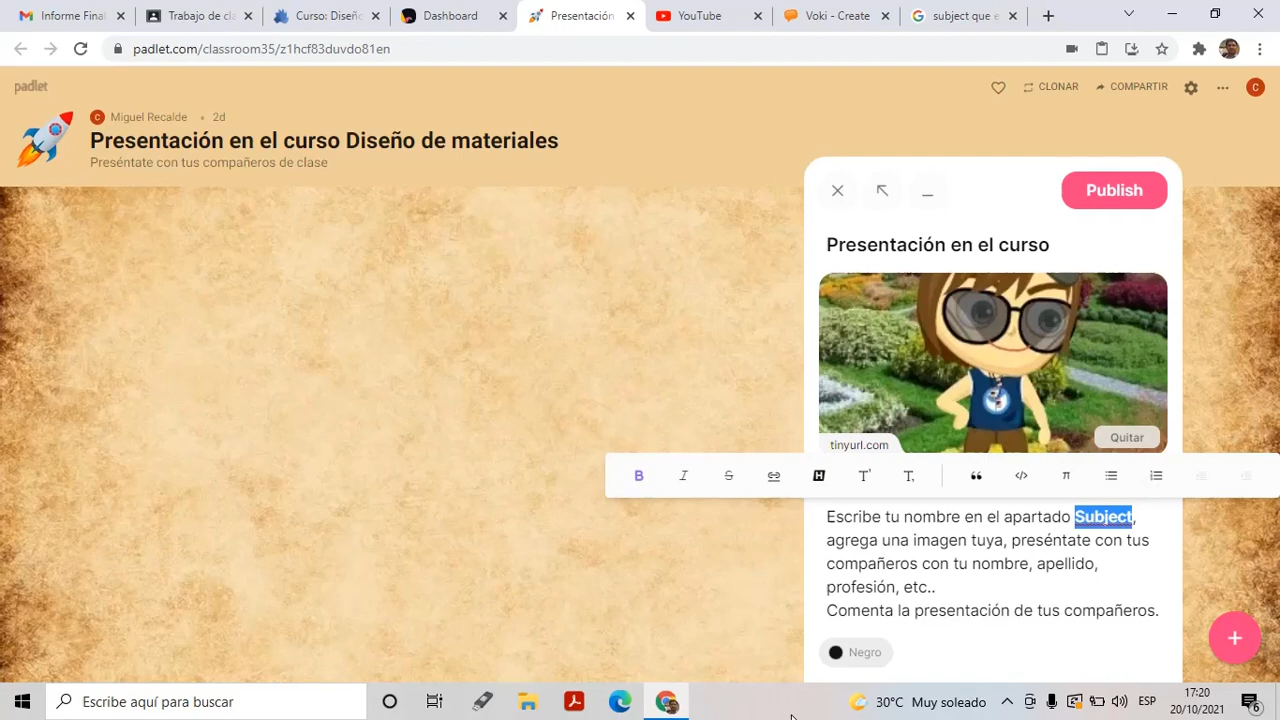 Informe Fina
Trabajo de cl
Curso: Diseñ
Dashboard
Presentación
YouTube
Voki - Create
subject que e
padlet.com/classroom35/z1hcf83duvdo81en
padlet
CLONAR
COMPARTIR
C
C Miguel Recalde • 2d
Presentación en el curso Diseño de materiales
Preséntate con tus compañeros de clase
Publish
Presentación en el curso
tinyurl.com
Quitar
Escribe tu nombre en el apartado Subject,
agrega una imagen tuya, preséntate con tus
compañeros con tu nombre, apellido,
profesión, etc..
Comenta la presentación de tus compañeros.
Negro
Escribe aquí para buscar
30°C Muy soleado
ESP
17:20
20/10/2021
6